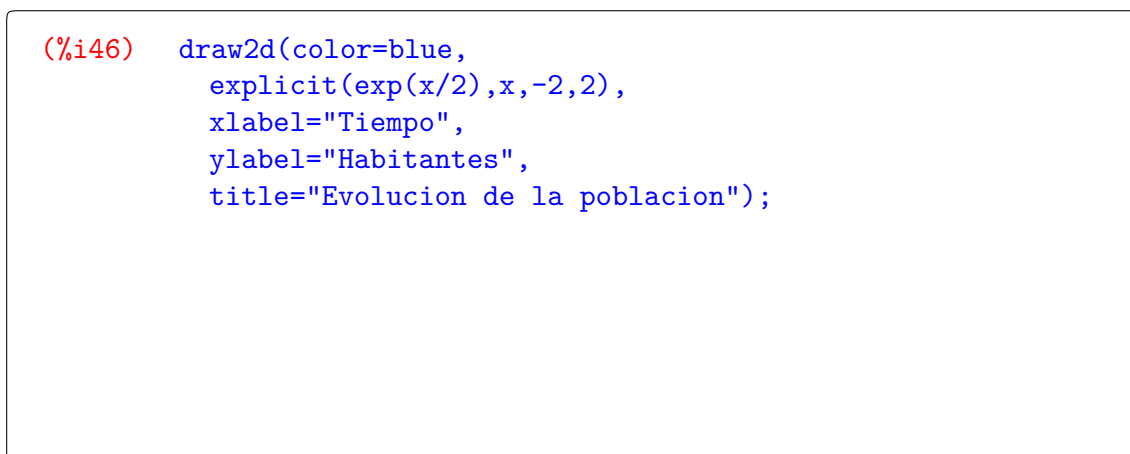 (%i46) draw2d(color=blue,
explicit(exp(x/2),x,-2,2),
xlabel="Tiempo",
ylabel="Habitantes",
title="Evolucion de la poblacion");